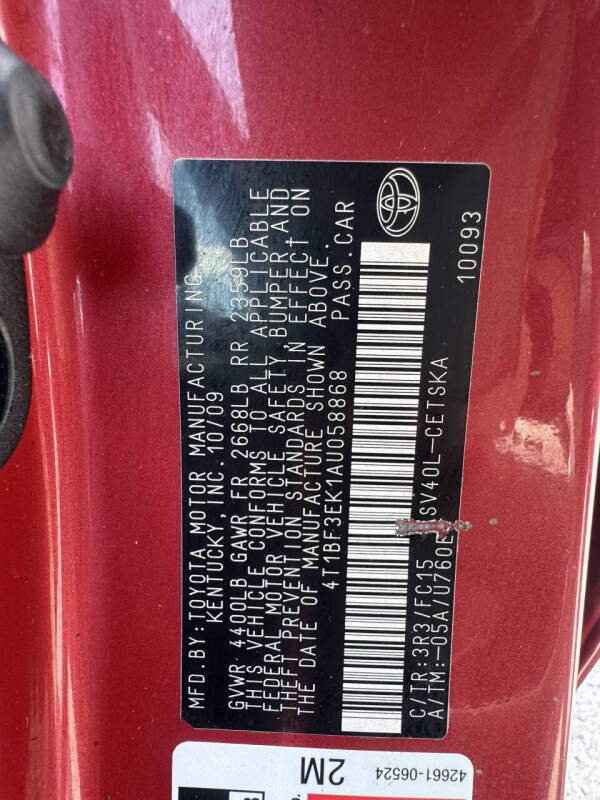 MFD.BY:TOYOTA MOTOR MANUFACTURING
KENTUCKY, INC. 10/09
GVWR 4400LB GAWR FR 2668LB RR 2359LB
THIS VEHICLE CONFORMS TO ALL APPLICABLE
FEDERAL MOTOR VEHICLE SAFETY, BUMPER AND
THEFT PREVENTION STANDARDS IN EFFECT ON
THE DATE OF MANUFACTURE SHOWN ABOVE.
4T1BF3EK1AU058868 PASS.CAR
C/TR:3R3/FC15
A/TM:-05A/U760E SV40L-CETSKA
10093
2M
42661-06524